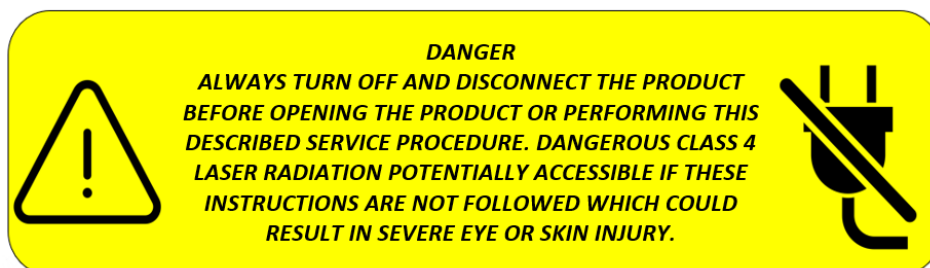 DANGER
ALWAYS TURN OFF AND DISCONNECT THE PRODUCT
BEFORE OPENING THE PRODUCT OR PERFORMING THIS
DESCRIBED SERVICE PROCEDURE. DANGEROUS CLASS 4
LASER RADIATION POTENTIALLY ACCESSIBLE IF THESE
INSTRUCTIONS ARE NOT FOLLOWED WHICH COULD
RESULT IN SEVERE EYE OR SKIN INJURY.